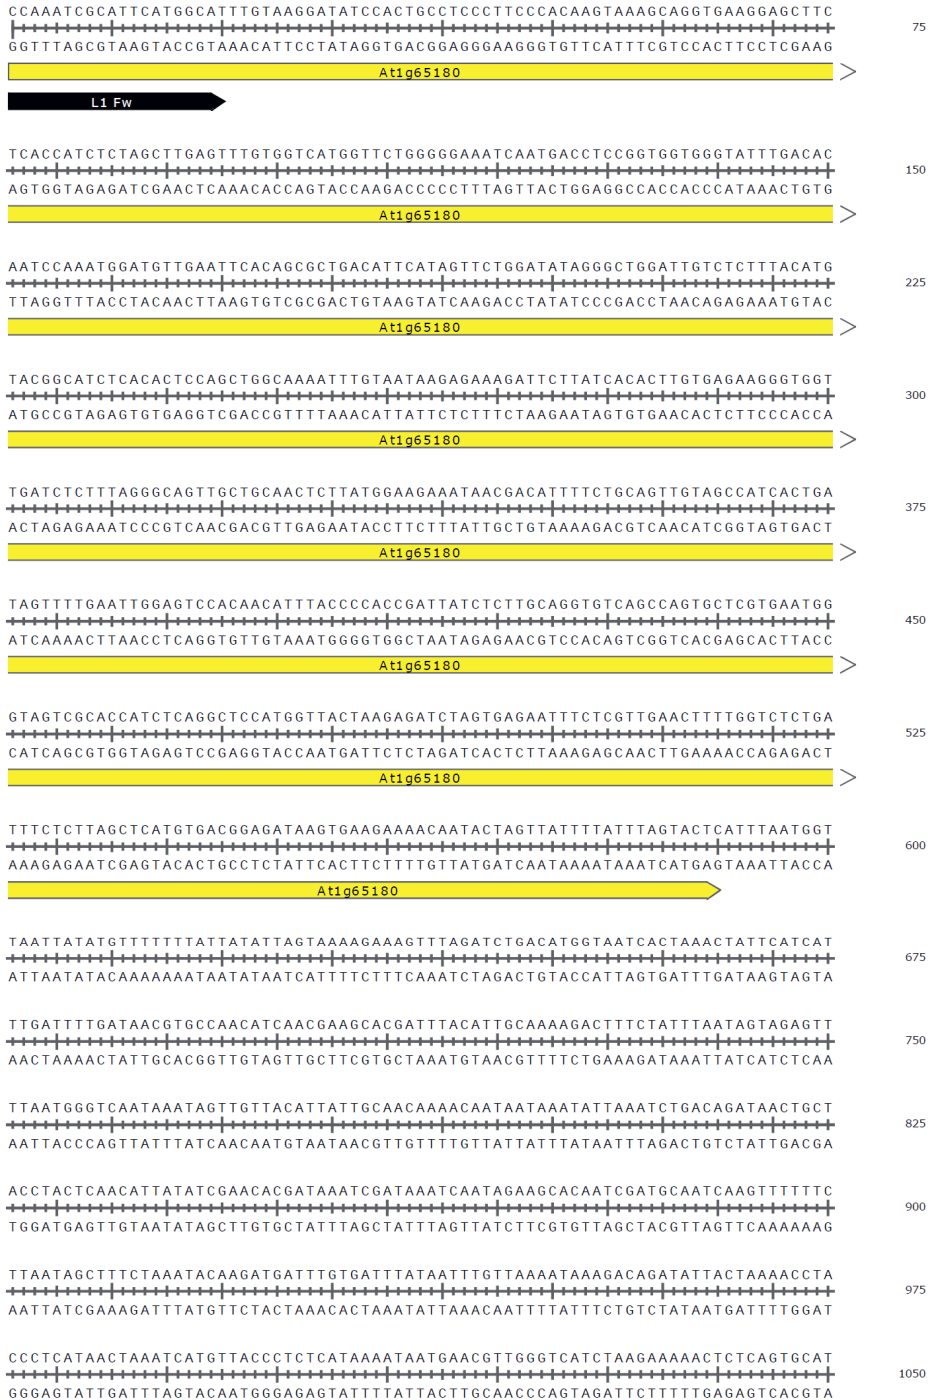 CCAAATCGCATTCATGGCATTTGTAAGGATATCCACTGCCTCCCTTCCCACAAGTAAAGCAGGTGAAGGAGCTTC
75
GGTTTAGCGTAAGTACCGTAAACATTCCTATAGGTGACGGAGGGAAGGGTGTTCATTTCGTCCACTTCCTCGAAG
At1g65180
L1 Fw
TCACCATCTCTAGCTTGAGTTTGTGGTCATGGTTCTGGGGGAAATCAATGACCTCCGGTGGTGGGTATTTGACAC
150
AGTGGTAGAGATCGAACTCAAACACCAGTACCAAGACCCCCTTTAGTTACTGGAGGCCACCACCCATAAACTGTG
At1g65180
AATCCAAATGGATGTTGAATTCACAGCGCTGACATTCATAGTTCTGGATATAGGGCTGGATTGTCTCTTTACATG
225
TTAGGTTTACCTACAACTTAAGTGTCGCGACTGTAAGTATCAAGACCTATATCCCGACCTAACAGAGAAATGTAC
At1g65180
TACGGCATCTCACACTCCAGCTGGCAAAATTTGTAATAAGAGAAAGATTCTTATCACACTTGTGAGAAGGGTGGT
300
ATGCCGTAGAGTGTGAGGTCGACCGTTTTAAACATTATTCTCTTTCTAAGAATAGTGTGAACACTCTTCCCACCA
At1g65180
TGATCTCTTTAGGGCAGTTGCTGCAACTCTTATGGAAGAAATAACGACATTTTCTGCAGTTGTAGCCATCACTGA
375
ACTAGAGAAATCCCGTCAACGACGTTGAGAATACCTTCTTTATTGCTGTAAAAGACGTCAACATCGGTAGTGACT
At1g65180
TAGTTTTGAATTGGAGTCCACAACATTTACCCCACCGATTATCTCTTGCAGGTGTCAGCCAGTGCTCGTGAATGG
450
ATCAAAACTTAACCTCAGGTGTTGTAAATGGGGTGGCTAATAGAGAACGTCCACAGTCGGTCACGAGCACTTACC
At1g65180
GTAGTCGCACCATCTCAGGCTCCATGGTTACTAAGAGATCTAGTGAGAATTTCTCGTTGAACTTTTGGTCTCTGA
525
CATCAGCGTGGTAGAGTCCGAGGTACCAATGATTCTCTAGATCACTCTTAAAGAGCAACTTGAAAACCAGAGACT
At1g65180
TTTCTCTTAGCTCATGTGACGGAGATAAGTGAAGAAAACAATACTAGTTATTTTATTTAGTACTCATTTAATGGT
600
AAAGAGAATCGAGTACACTGCCTCTATTCACTTCTTTTGTTATGATCAATAAAATAAATCATGAGTAAATTACCA
At1g65180
TAATTATATGTTTTTTTATTATATTAGTAAAAGAAAGTTTAGATCTGACATGGTAATCACTAAACTATTCATCAT
675
ATTAATATACAAAAAAATAATATAATCATTTTCTTTCAAATCTAGACTGTACCATTAGTGATTTGATAAGTAGTA
TTGATTTTGATAACGTGCCAACATCAACGAAGCACGATTTACATTGCAAAAGACTTTCTATTTAATAGTAGAGTT
750
AACTAAAACTATTGCACGGTTGTAGTTGCTTCGTGCTAAATGTAACGTTTTCTGAAAGATAAATTATCATCTCAA
TTAATGGGTCAATAAATAGTTGTTACATTATTGCAACAAAACAATAATAAATATTAAATCTGACAGATAACTGCT
825
AATTACCCAGTTATTTATCAACAATGTAATAACGTTGTTTTGTTATTATTTATAATTTAGACTGTCTATTGACGA
ACCTACTCAACATTATATCGAACACGATAAATCGATAAATCAATAGAAGCACAATCGATGCAATCAAGTTTTTTC
900
TGGATGAGTTGTAATATAGCTTGTGCTATTTAGCTATTTAGTTATCTTCGTGTTAGCTACGTTAGTTCAAAAAAG
TTAATAGCTTTCTAAATACAAGATGATTTGTGATTTATAATTTGTTAAAATAAAGACAGATATTACTAAAACCTA
975
AATTATCGAAAGATTTATGTTCTACTAAACACTAAATATTAAACAATTTTATTTCTGTCTATAATGATTTTGGAT
CCCTCATAACTAAATCATGTTACCCTCTCATAAAATAATGAACGTTGGGTCATCTAAGAAAAACTCTCAGTGCAT
1050
GGGAGTATTGATTTAGTACAATGGGAGAGTATTTTATTACTTGCAACCCAGTAGATTCTTTTTGAGAGTCACGTA